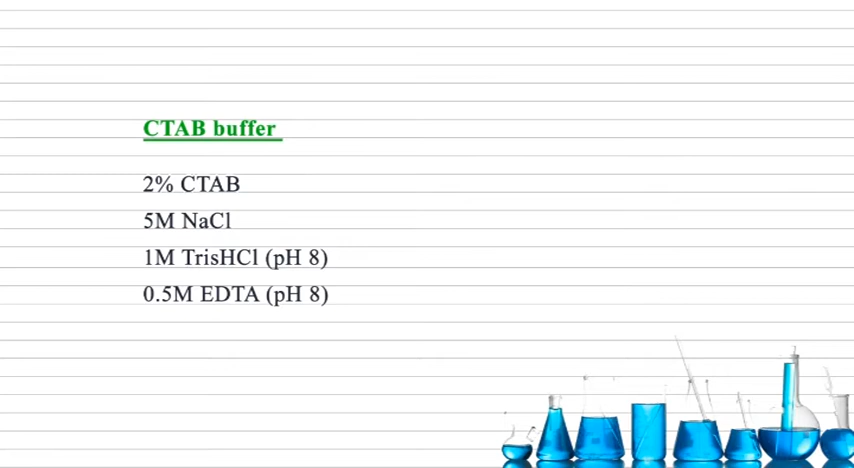 CTAB buffer
2% CTAB
5M NaCl
1M TrisHCl (pH 8)
0.5M EDTA (pH 8)